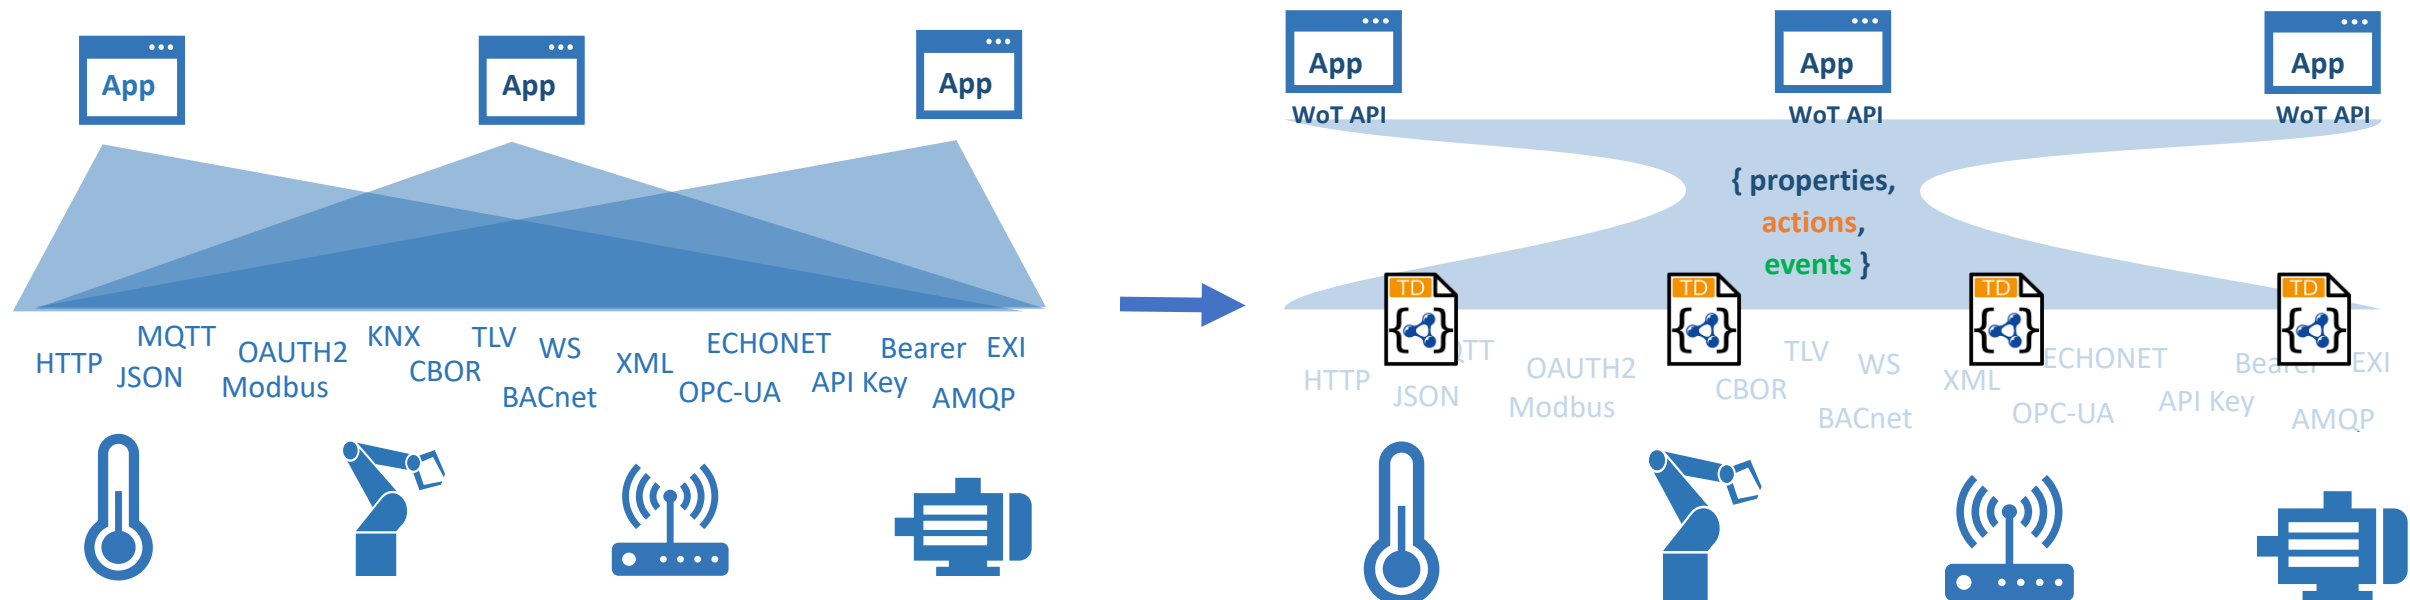 App
App
App
HTTP
MQTT
JSON
OAUTH2
Modbus
KNX
CBOR
TLV
WS
BACnet
XML
ECHONET
OPC-UA
API Key
Bearer
EXI
AMQP
App
App
App
WoT API
WoT API
WoT API
{ properties,
actions,
events }
TD
TD
TD
TD
HTTP
QTT
JSON
OAUTH2
Modbus
CBOR
TLV
WS
BACnet
XML
ECHONET
OPC-UA
API Key
Bearer
EXI
AMQP